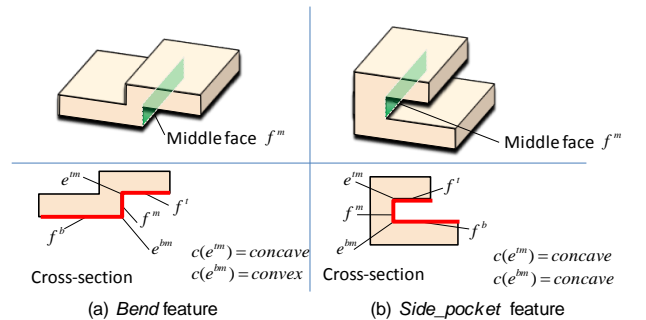 Middle face f^m
Middle face f^m
e^tm
f^t
f^m
f^b
e^bm
c(e^tm) = concave
c(e^bm) = convex
Cross-section
e^tm
f^t
f^m
f^b
e^bm
c(e^tm) = concave
c(e^bm) = concave
Cross-section
(a) Bend feature
(b) Side_pocket feature